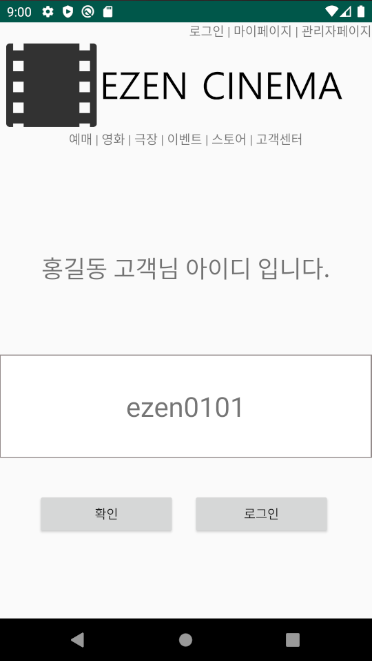 9:00
로그인 | 마이페이지 | 관리자페이지
EZEN CINEMA
예매 | 영화 | 극장 | 이벤트 | 스토어 | 고객센터
홍길동 고객님 아이디 입니다.
ezen0101
확인 로그인